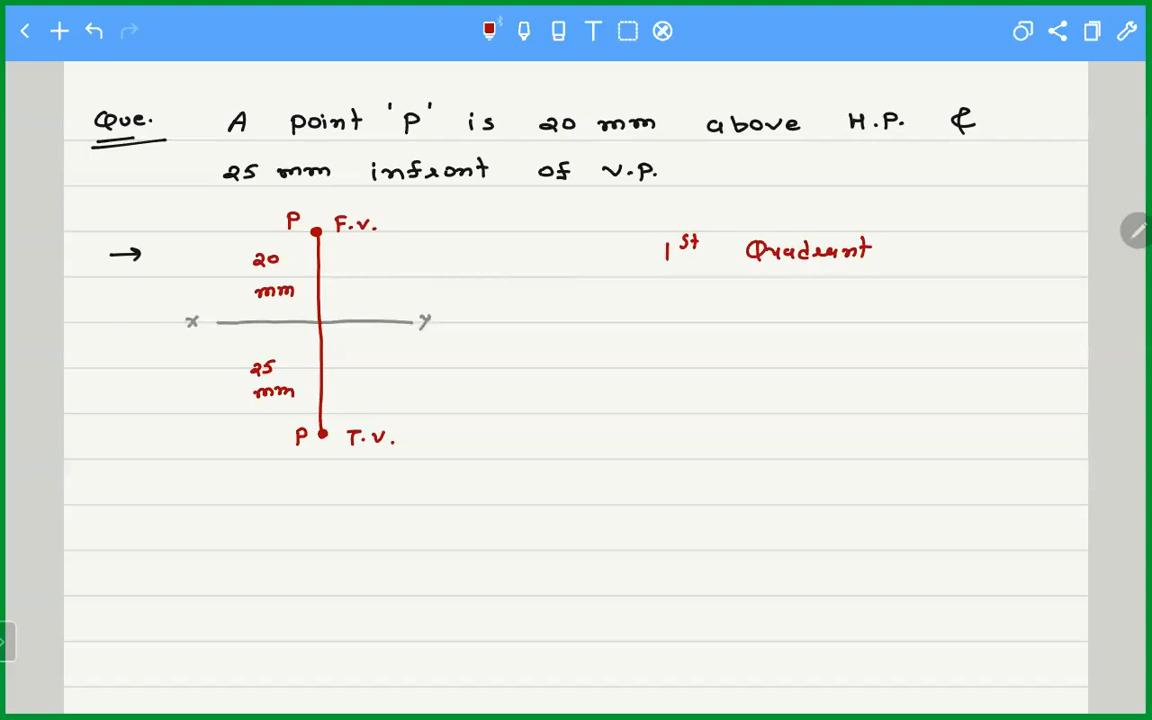 Que. A point 'P' is 20 mm above H.P. &
25 mm infront of V.P.
→ P F.V. 1st Quadrant
20
mm
x y
25
mm
P T.V.